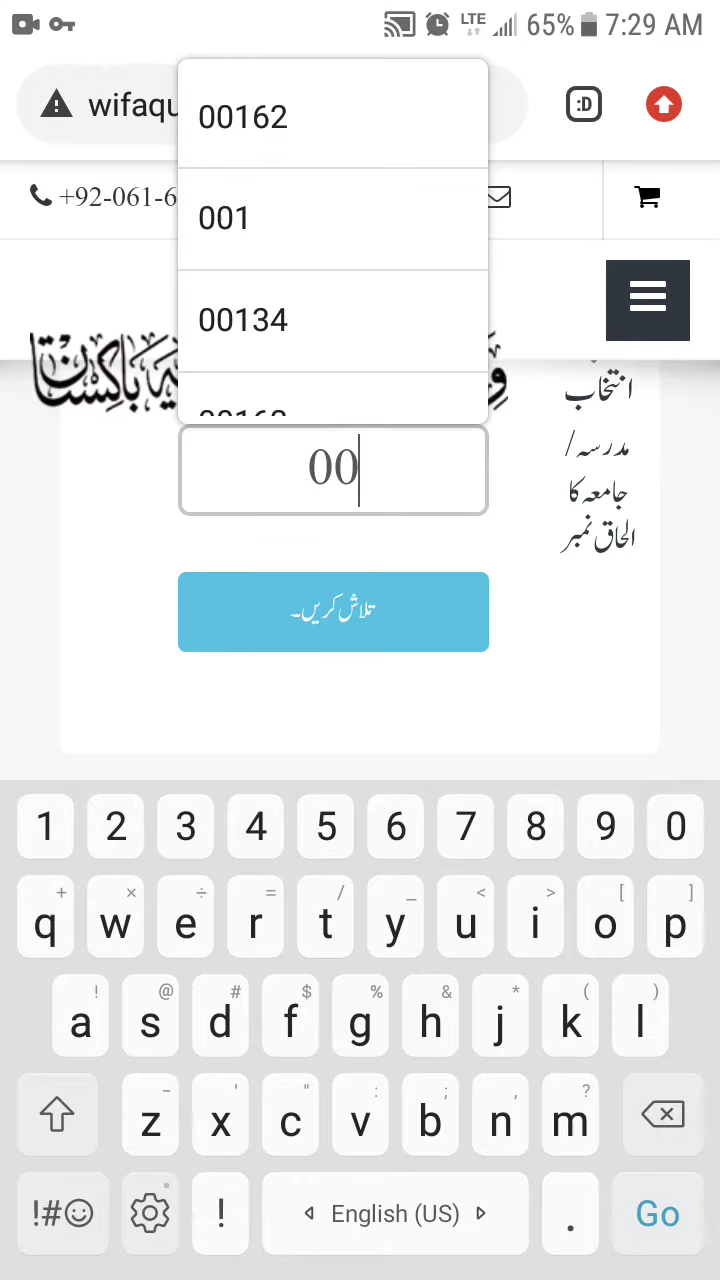 LTE 65% 7:29 AM
wifaqu
:D
00162
001
00134
+92-061-6
انتخاب
مدرسہ/
جامعہ کا
الحاق نمبر
00
تلاش کریں۔
1 2 3 4 5 6 7 8 9 0
+ × ÷ = / _ < > [ ]
q w e r t y u i o p
! @ # $ % & * ( )
a s d f g h j k l
- ' " : ; , ?
z x c v b n m
!#☺ ! English (US) . Go